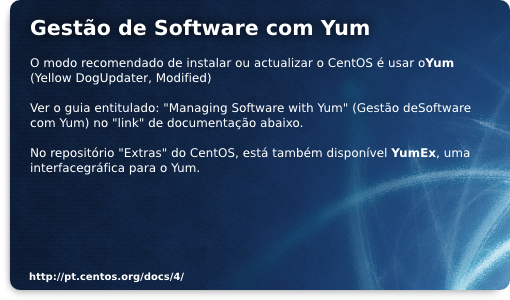 Gestão de Software com Yum
O modo recomendado de instalar ou actualizar o CentOS é usar oYum
(Yellow DogUpdater, Modified)
Ver o guia entitulado: "Managing Software with Yum" (Gestão deSoftware
com Yum) no "link" de documentação abaixo.
No repositório "Extras" do CentOS, está também disponível YumEx, uma
interfacegráfica para o Yum.
http://pt.centos.org/docs/4/